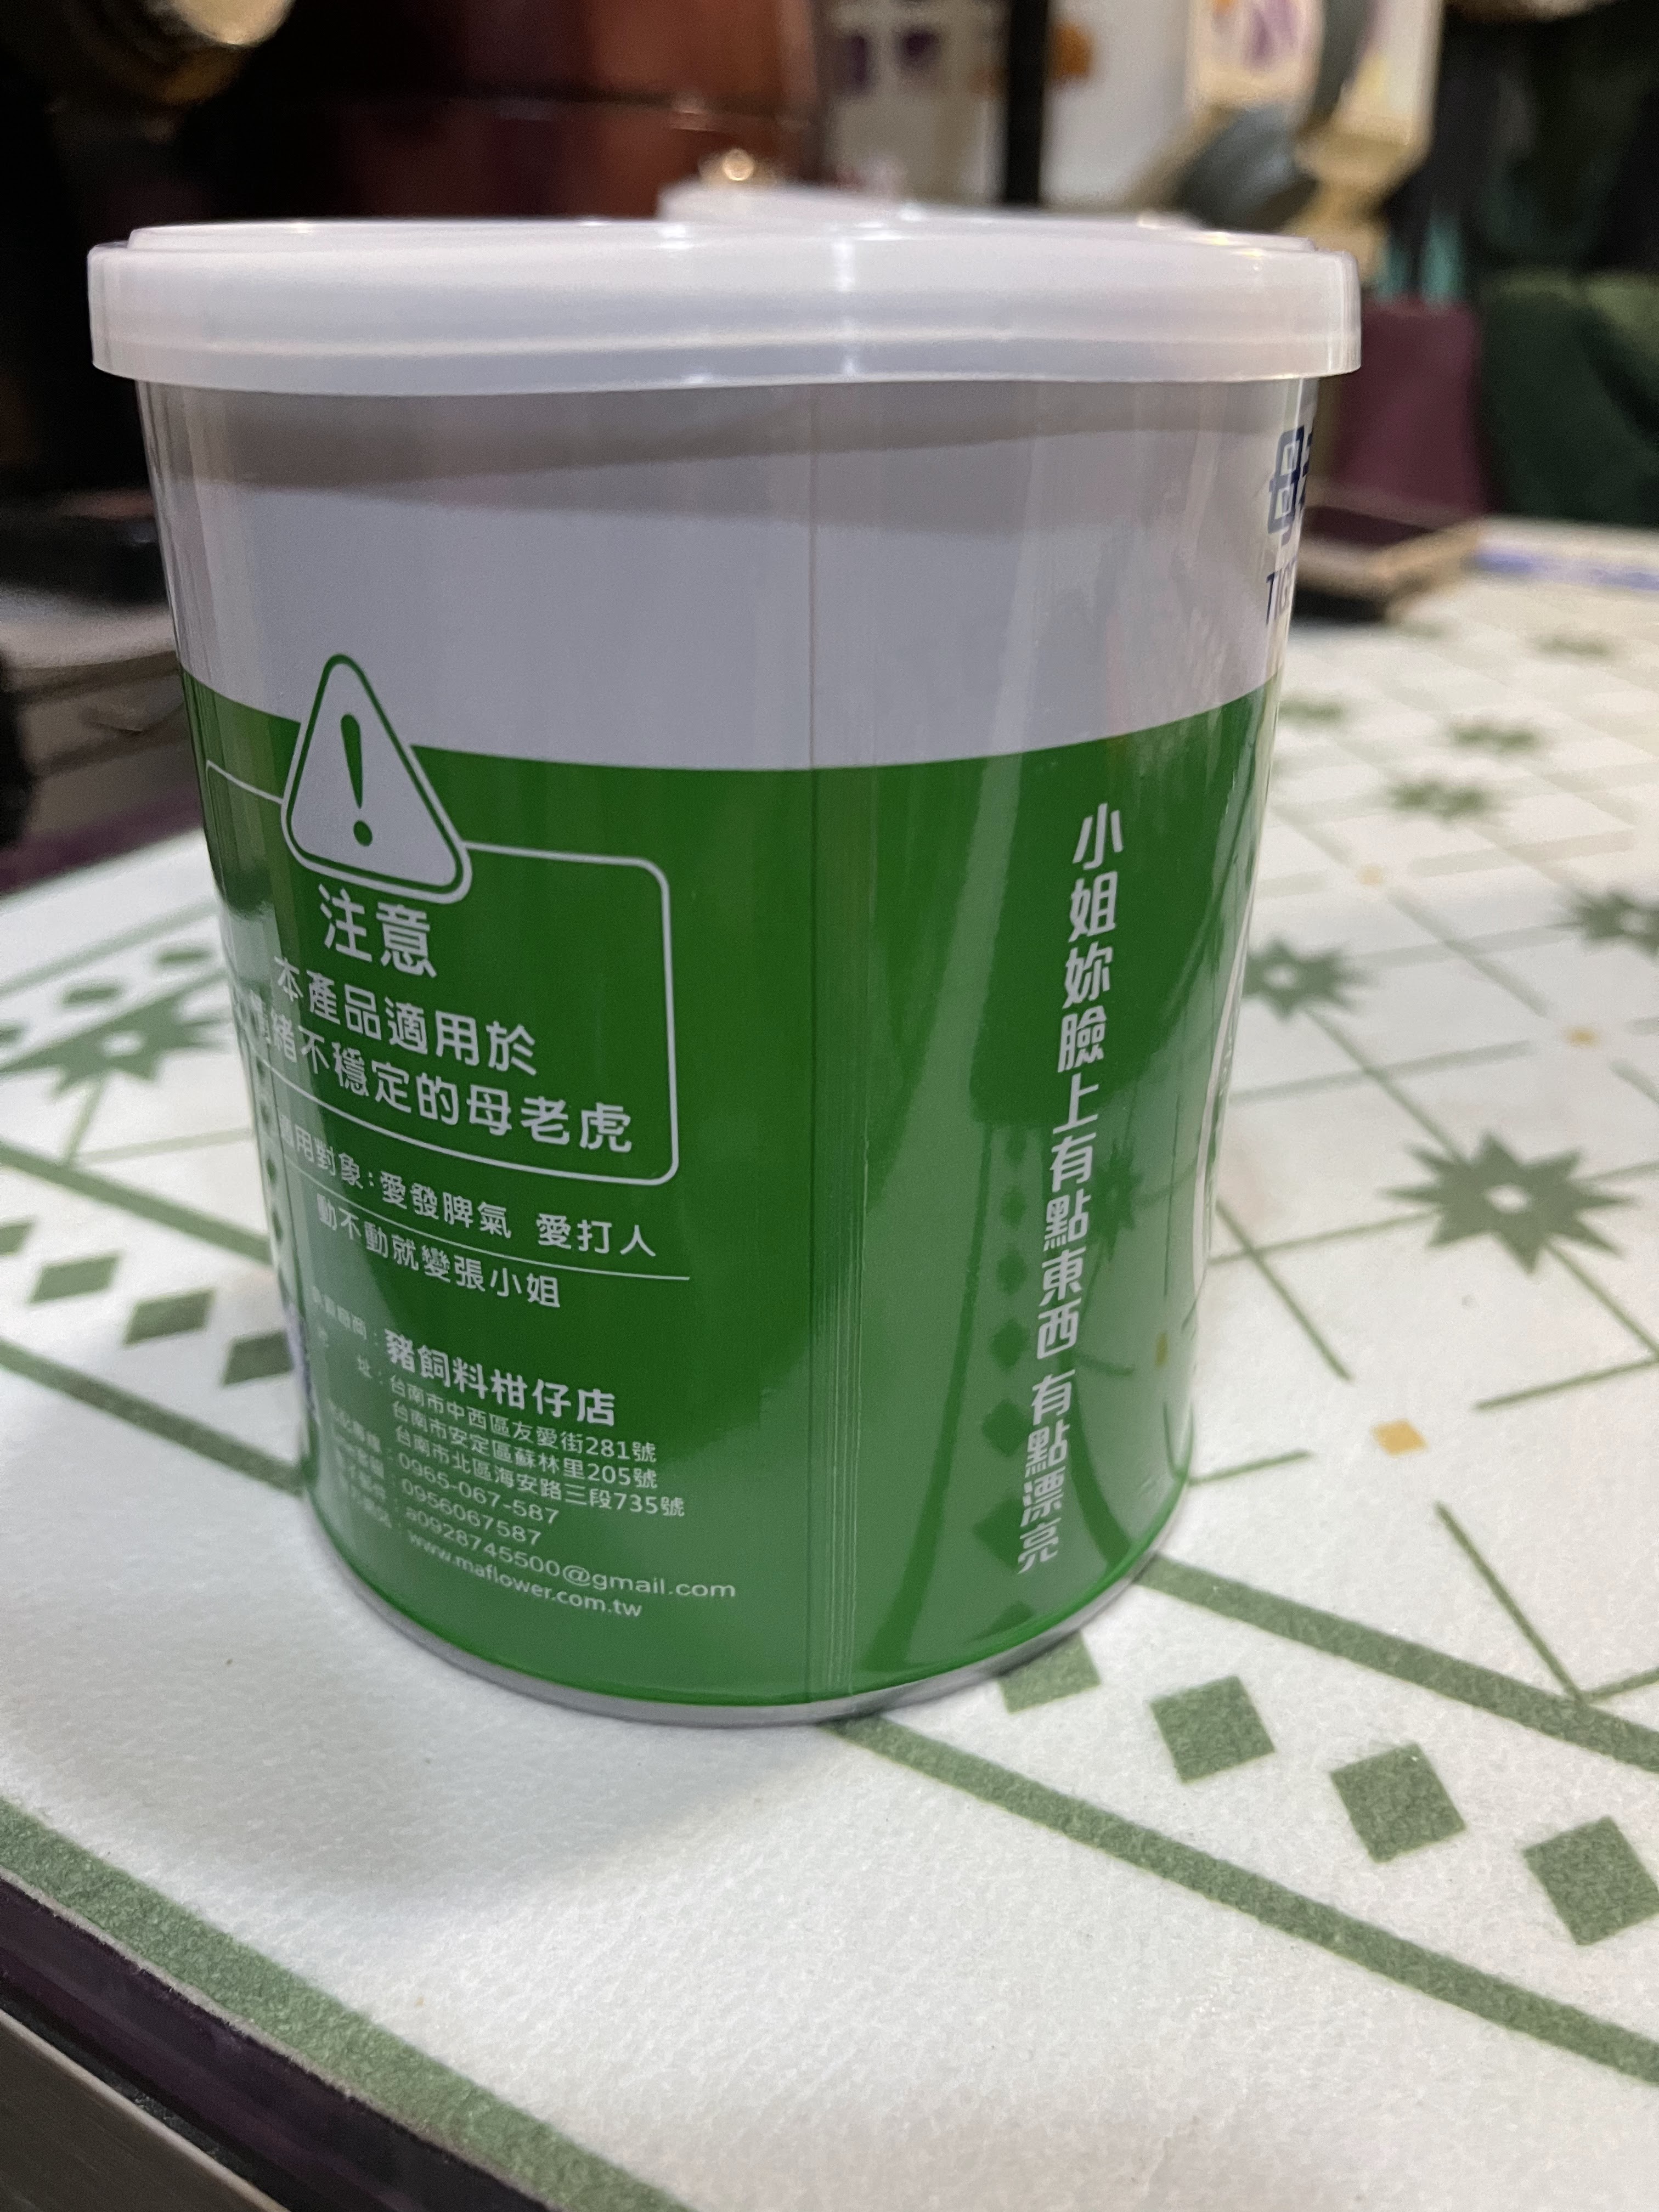 注意
本產品適用於
緒不穩定的母老虎
適用對象：愛發脾氣 愛打人
動不動就變張小姐
豬飼料柑仔店
址：台南市中西區友愛街281號
台南市安定區蘇林里205號
台南市北區海安路三段735號
：0965-067-587
：0956067587
：a0928745500@gmail.com
：www.maflower.com.tw
小姐妳臉上有點東西 有點漂亮
母
TIG